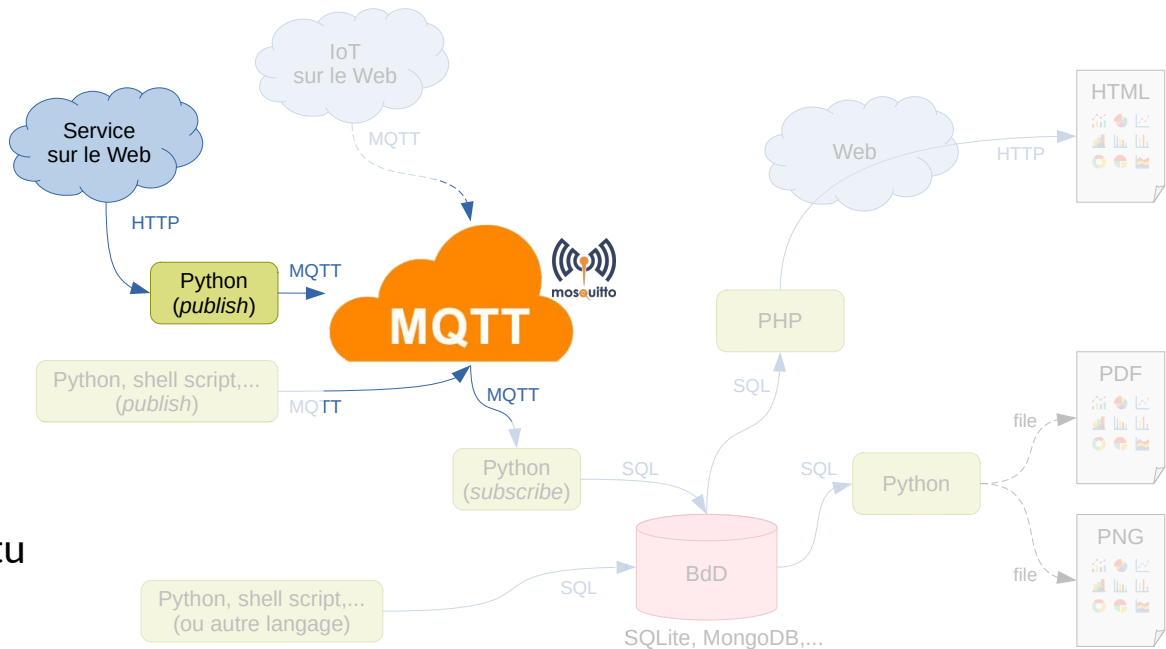 IoT
sur le Web
MQTT
Service
sur le Web
HTTP
Python
(publish)
MQTT
MQTT
mosquitto
Web
HTTP
HTML
PHP
SQL
Python, shell script,...
(publish)
MQTT
MQTT
Python
(subscribe)
SQL
SQL
Python
file
PDF
file
PNG
tu
Python, shell script,...
(ou autre langage)
SQL
BdD
SQLite, MongoDB,...